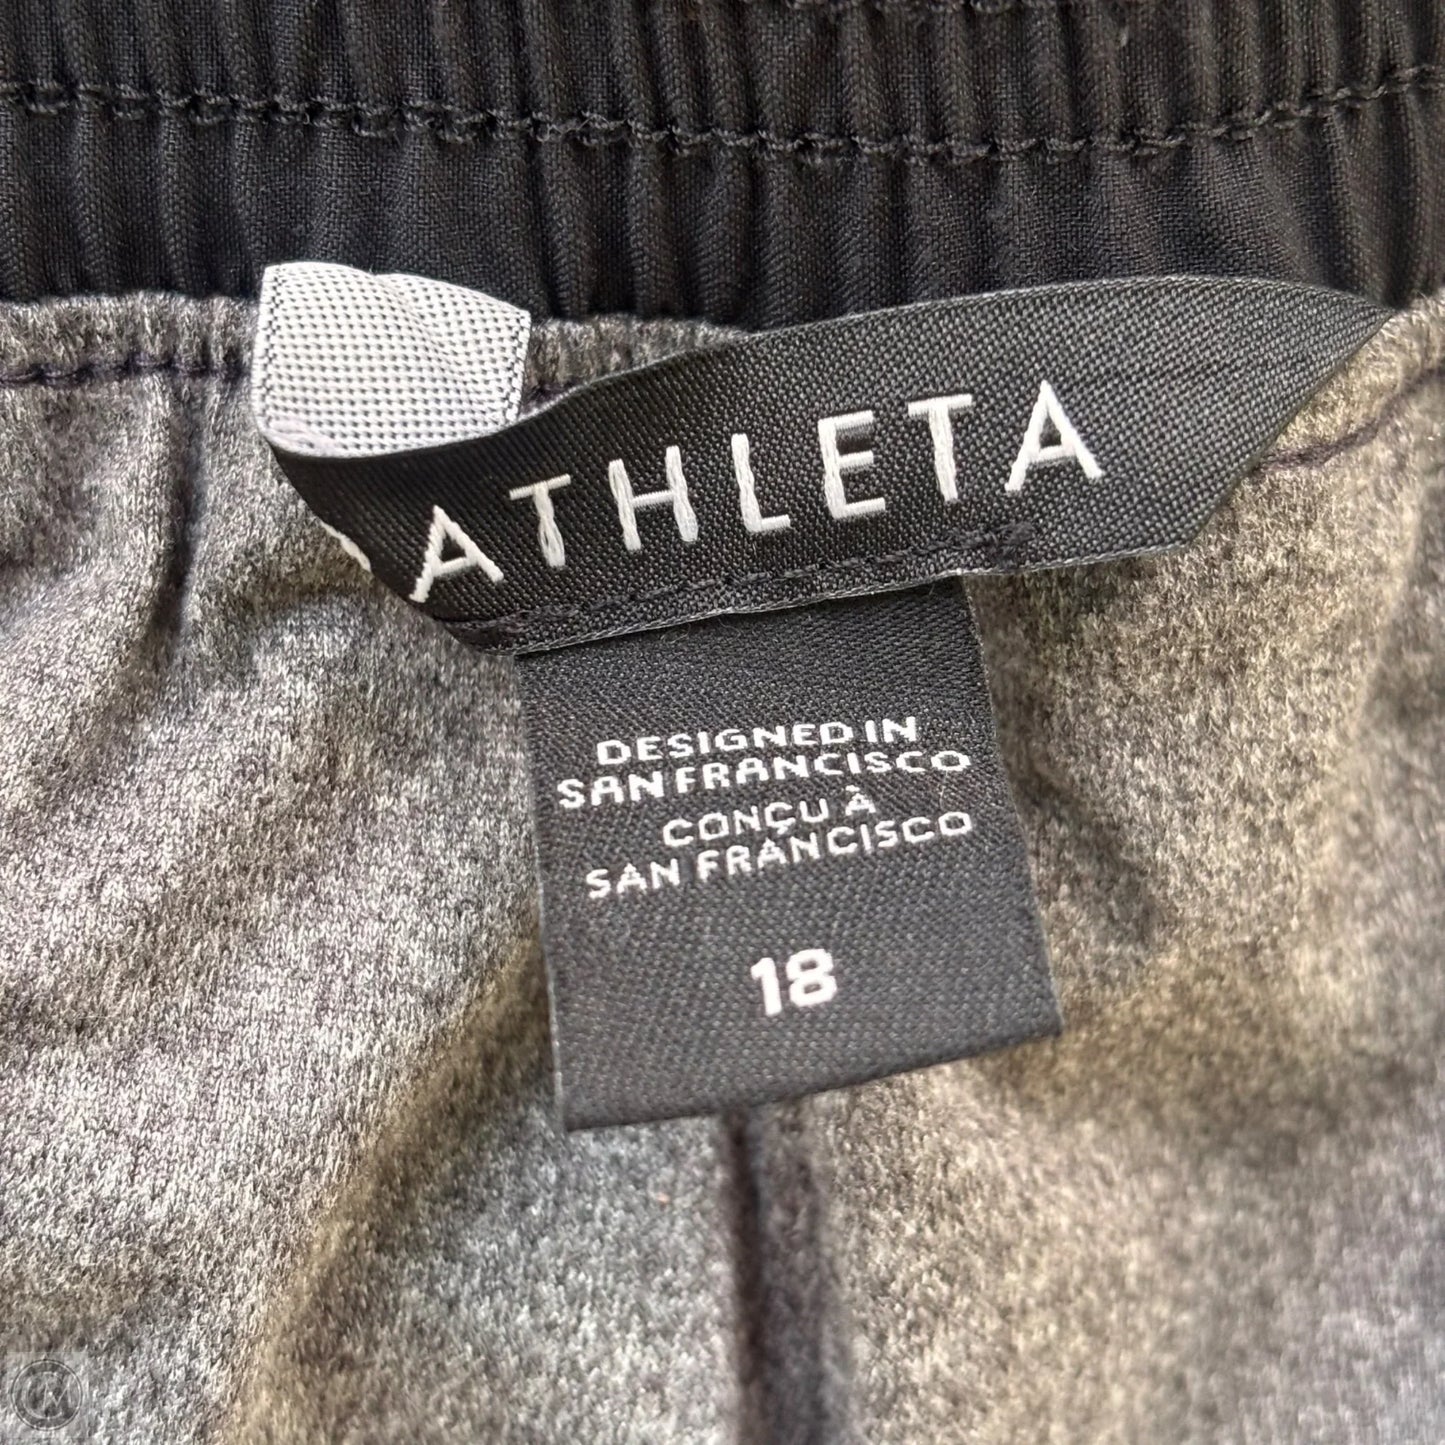 ATHLETA
DESIGNED IN
SAN FRANCISCO
CONÇU À
SAN FRANCISCO
18